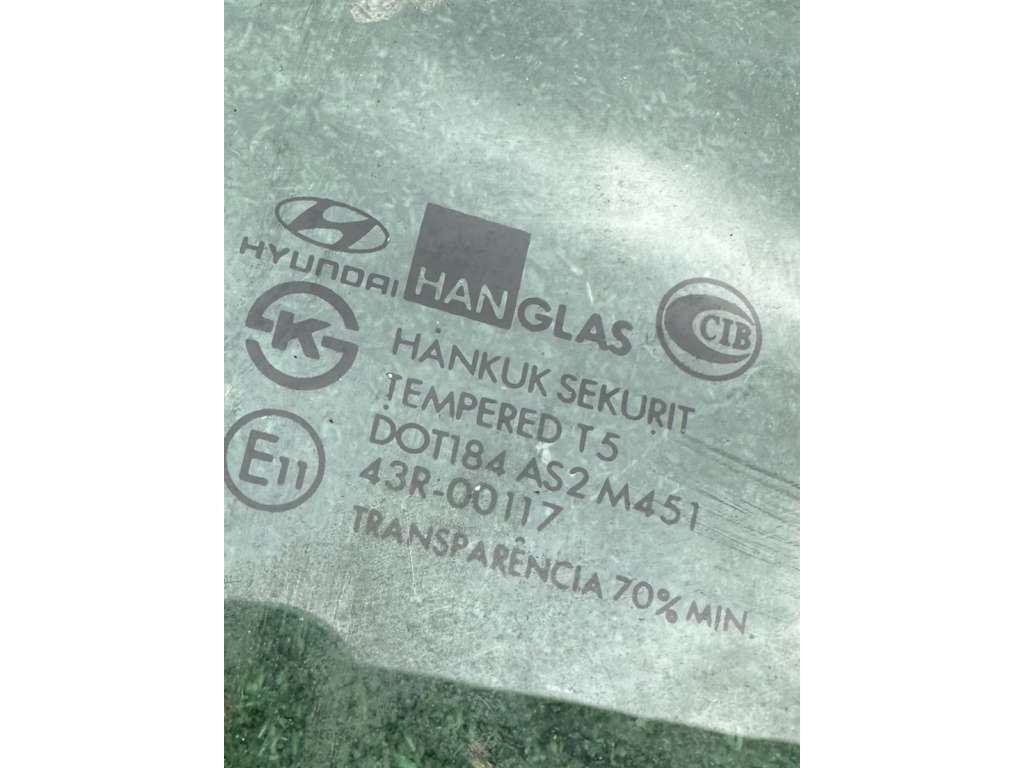 HYUNDAI
HANGLAS
CIB
K
HANKUK SEKURIT
TEMPERED T5
DOT184 AS2 M451
E11
43R-00117
TRANSPARÊNCIA 70% MIN.